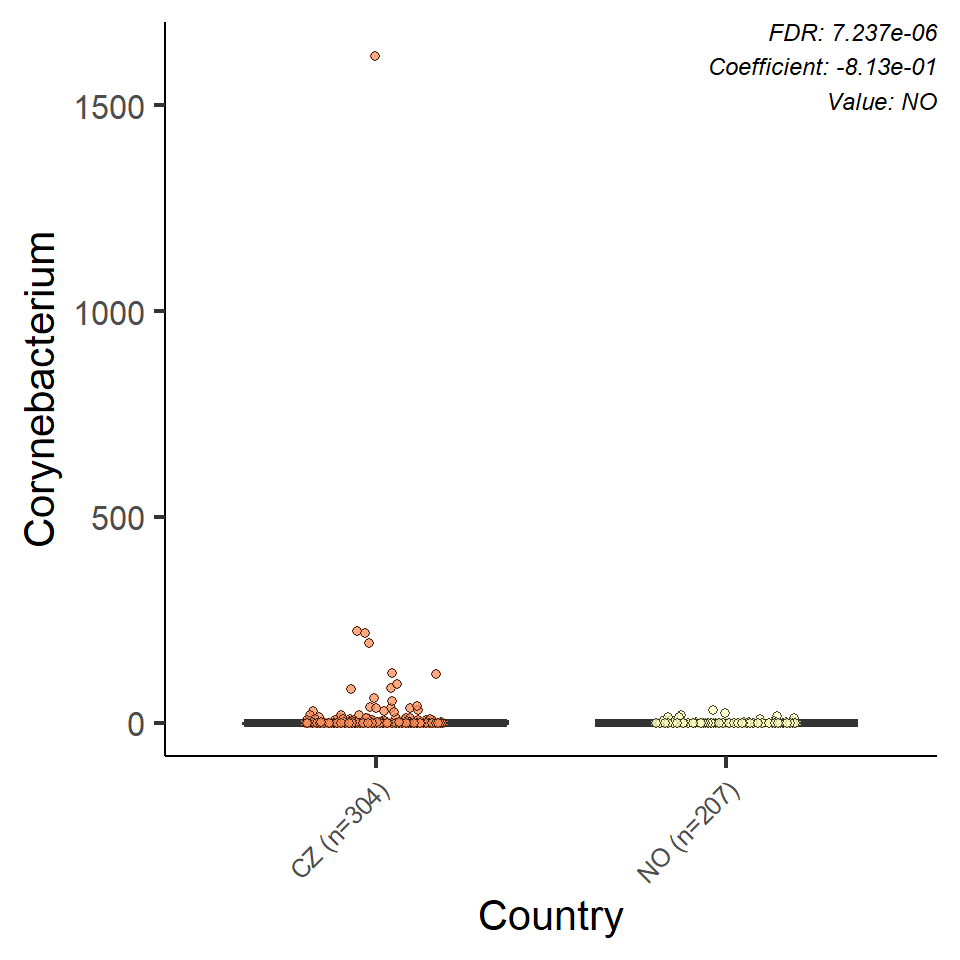 FDR: 7.237e-06
Coefficient: -8.13e-01
Value: NO
Corynebacterium
1500
1000
500
0
CZ (n=304)
NO (n=207)
Country